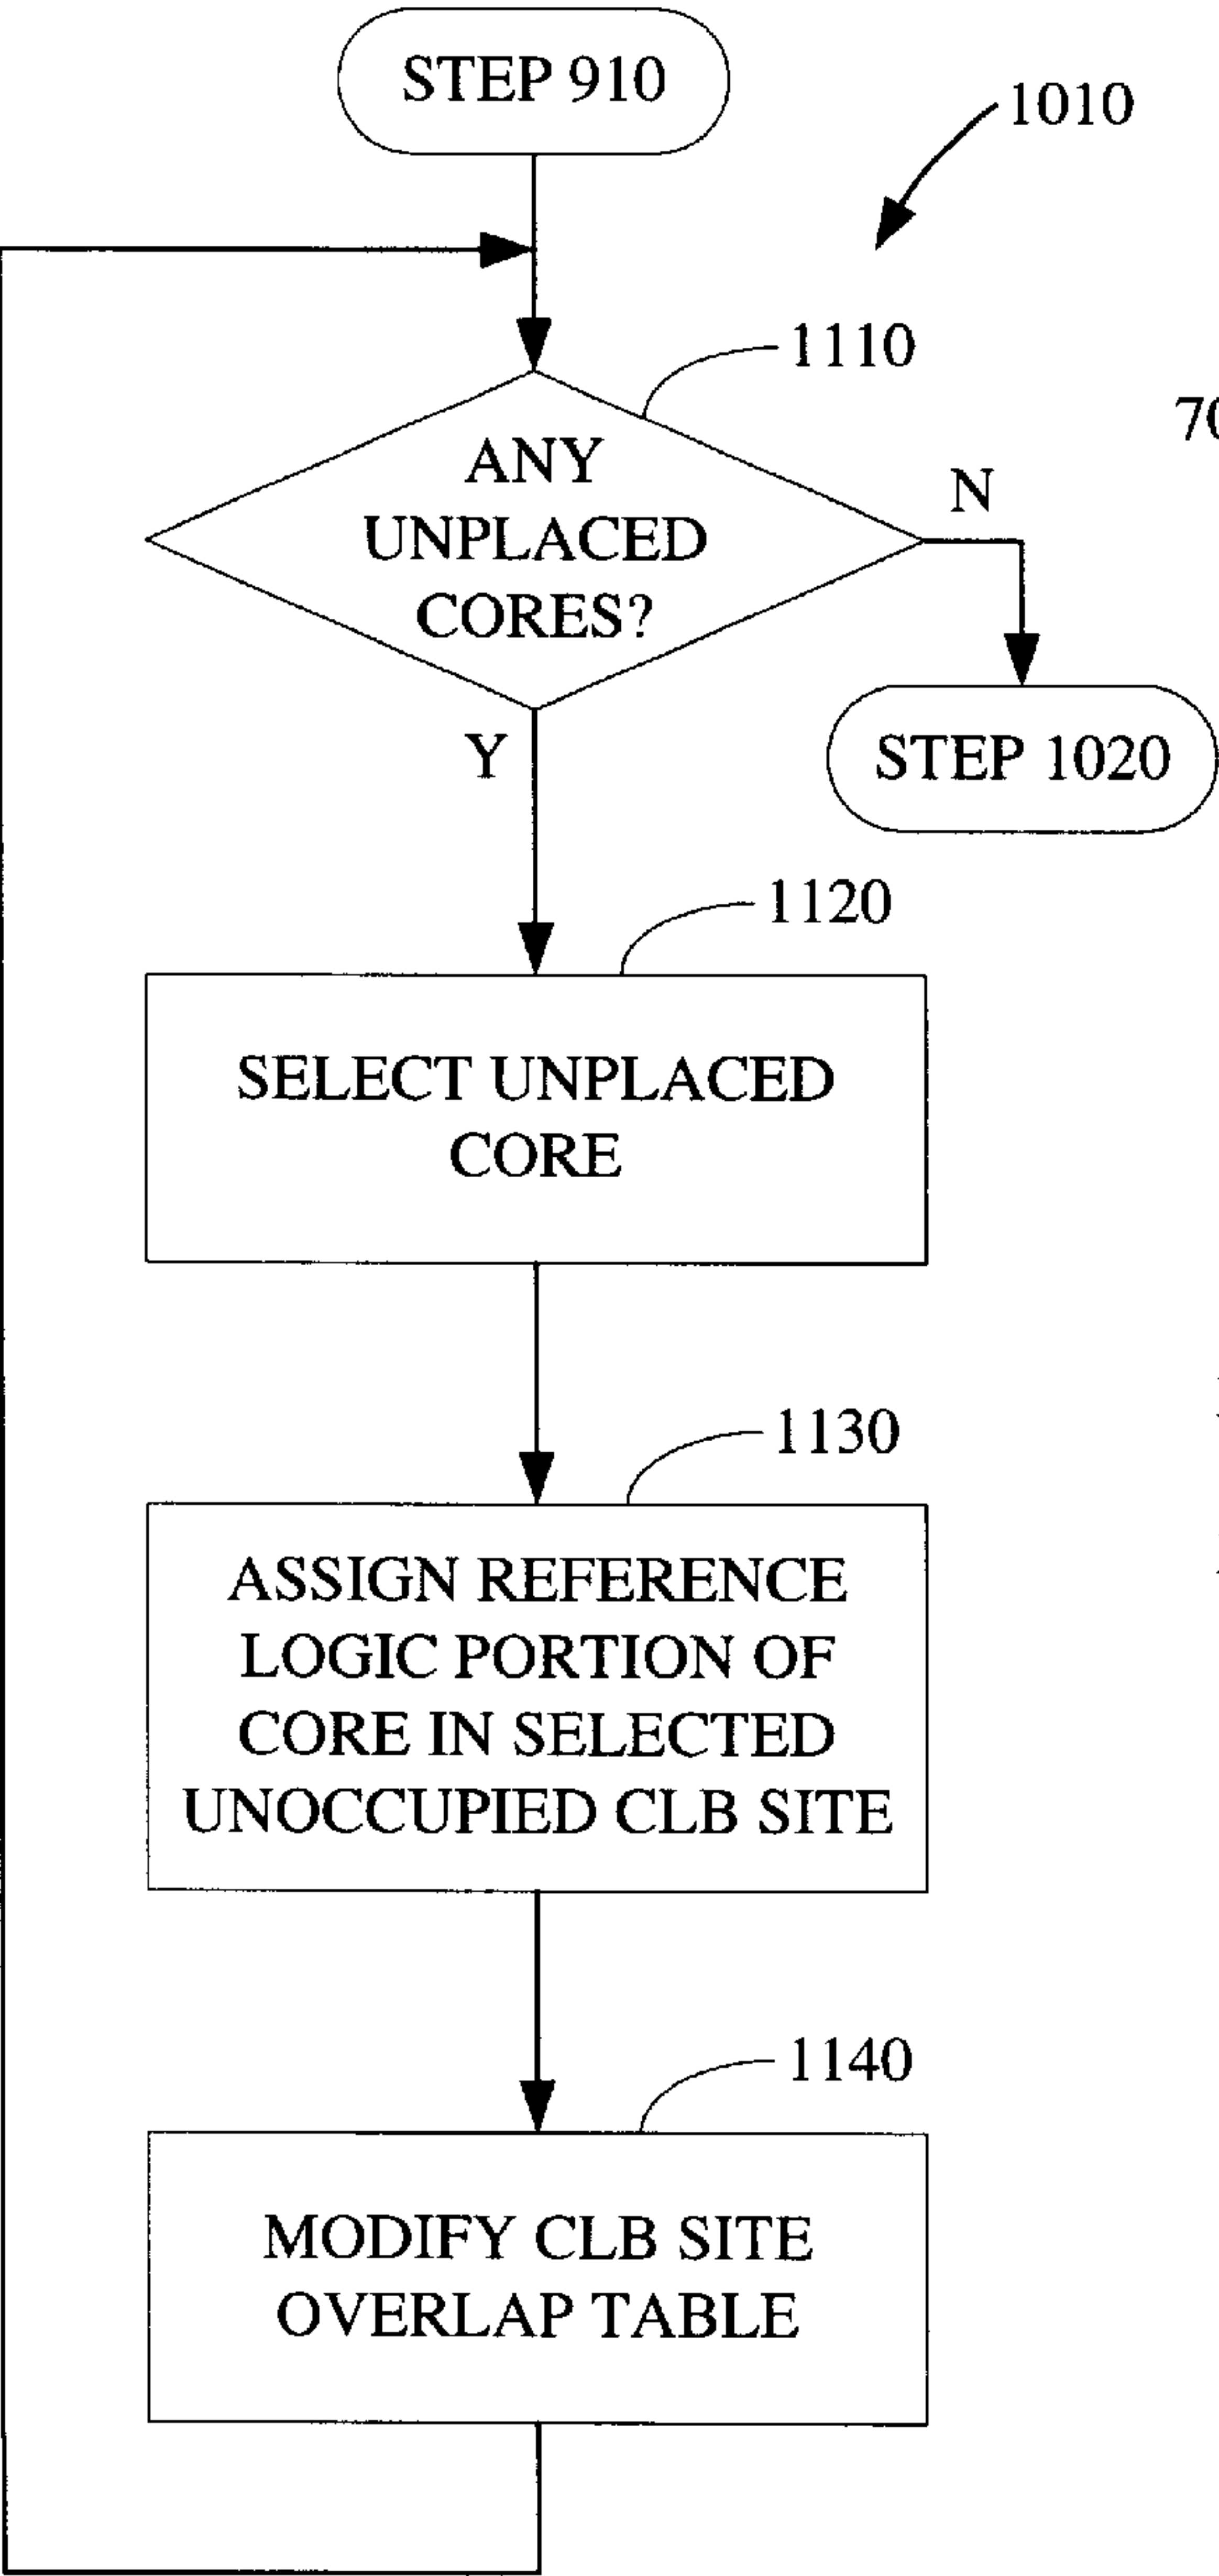 STEP 910
1010
1110
70
ANY
UNPLACED
CORES?
N
Y
STEP 1020
1120
SELECT UNPLACED
CORE
1130
ASSIGN REFERENCE
LOGIC PORTION OF
CORE IN SELECTED
UNOCCUPIED CLB SITE
1140
MODIFY CLB SITE
OVERLAP TABLE